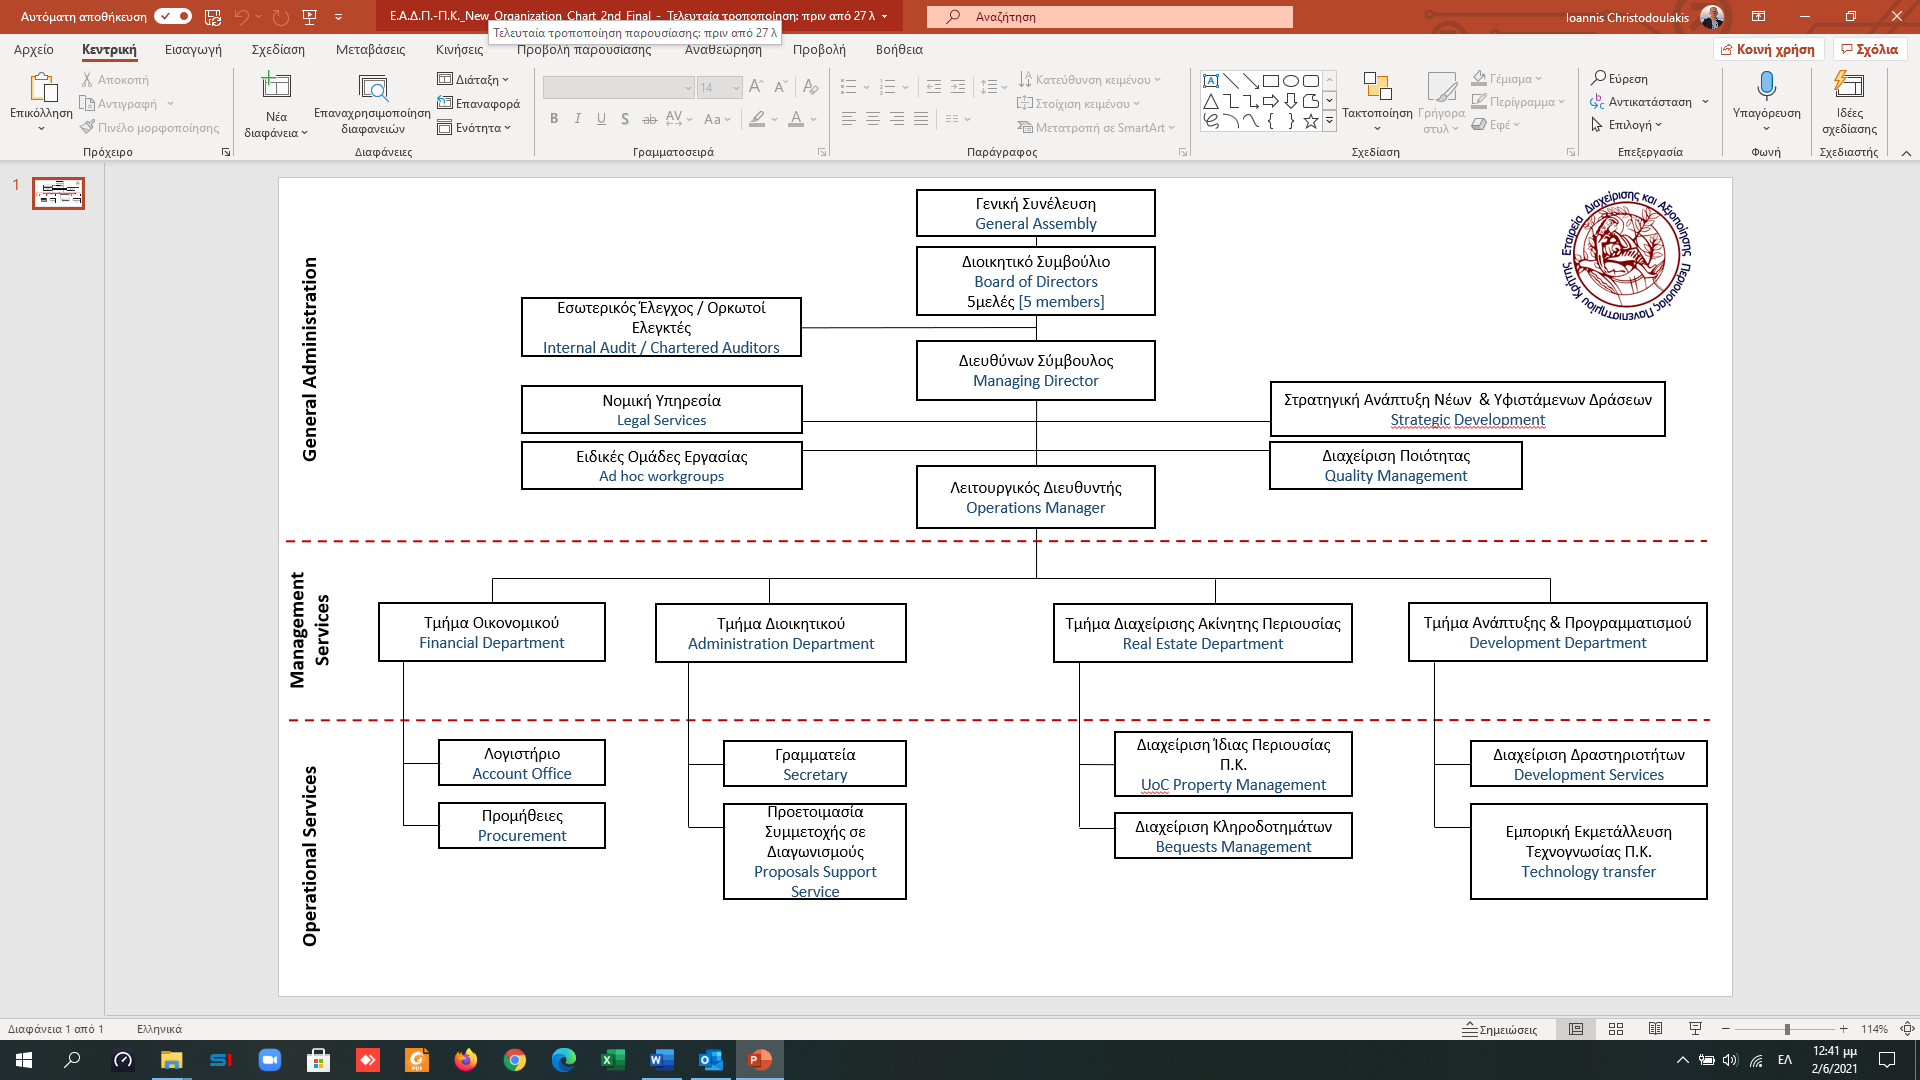 Αυτόματη αποθήκευση
Ε.Α.Δ.Π.-Π.Κ._New_Organization_Chart_2nd_Final - Τελευταία τροποποίηση: πριν από 27 λ
Αναζήτηση
Ioannis Christodoulakis
Τελευταία τροποποίηση παρουσίασης: πριν από 27 λ
Αρχείο Κεντρική Εισαγωγή Σχεδίαση Μεταβάσεις Κινήσεις Προβολή παρουσίασης Αναθεώρηση Προβολή Βοήθεια
Κοινή χρήση Σχόλια
Επικόλληση
Αποκοπή
Αντιγραφή
Πινέλο μορφοποίησης
Πρόχειρο
Νέα
διαφάνεια
Επαναχρησιμοποίηση
διαφανειών
Διάταξη
Επαναφορά
Ενότητα
Διαφάνειες
14
Γραμματοσειρά
Κατεύθυνση κειμένου
Στοίχιση κειμένου
Μετατροπή σε SmartArt
Παράγραφος
Τακτοποίηση
Γρήγορα
στυλ
Γέμισμα
Περίγραμμα
Εφέ
Σχεδίαση
Εύρεση
Αντικατάσταση
Επιλογή
Επεξεργασία
Υπαγόρευση
Φωνή
Ιδέες
σχεδίασης
Σχεδιαστής
1
General Administration
Γενική Συνέλευση
General Assembly
Διοικητικό Συμβούλιο
Board of Directors
5μελές [5 members]
Εταιρεία Διαχείρισης και Αξιοποίησης Περιουσίας Πανεπιστημίου Κρήτης
Εσωτερικός Έλεγχος / Ορκωτοί
Ελεγκτές
Internal Audit / Chartered Auditors
Διευθύνων Σύμβουλος
Managing Director
Νομική Υπηρεσία
Legal Services
Στρατηγική Ανάπτυξη Νέων & Υφιστάμενων Δράσεων
Strategic Development
Ειδικές Ομάδες Εργασίας
Ad hoc workgroups
Διαχείριση Ποιότητας
Quality Management
Λειτουργικός Διευθυντής
Operations Manager
Management
Services
Τμήμα Οικονομικού
Financial Department
Τμήμα Διοικητικού
Administration Department
Τμήμα Διαχείρισης Ακίνητης Περιουσίας
Real Estate Department
Τμήμα Ανάπτυξης & Προγραμματισμού
Development Department
Operational Services
Λογιστήριο
Account Office
Προμήθειες
Procurement
Γραμματεία
Secretary
Προετοιμασία
Συμμετοχής σε
Διαγωνισμούς
Proposals Support
Service
Διαχείριση Ίδιας Περιουσίας
Π.Κ.
UoC Property Management
Διαχείριση Κληροδοτημάτων
Bequests Management
Διαχείριση Δραστηριοτήτων
Development Services
Εμπορική Εκμετάλλευση
Τεχνογνωσίας Π.Κ.
Technology transfer
Διαφάνεια 1 από 1 Ελληνικά
Σημειώσεις
114%
ΕΛ
12:41 μμ
2/6/2021